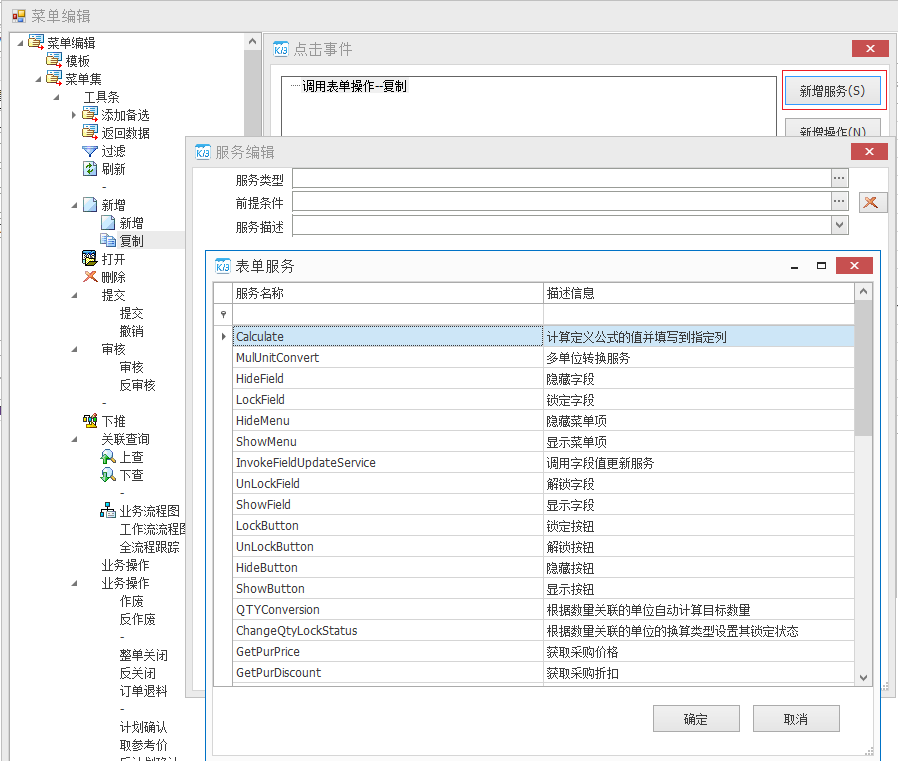 菜单编辑
菜单编辑
模板
菜单集
工具条
添加备选
返回数据
过滤
刷新
-
新增
新增
复制
打开
删除
提交
提交
撤销
审核
审核
反审核
-
下推
关联查询
上查
下查
-
业务流程图
工作流流程图
全流程跟踪
业务操作
业务操作
作废
反作废
-
整单关闭
反关闭
订单退料
-
计划确认
取参考价
K/3 点击事件
调用表单操作--复制
新增服务(S)
新增操作(N)
K/3 服务编辑
服务类型
前提条件
服务描述
K/3 表单服务
服务名称 描述信息
Calculate 计算定义公式的值并填写到指定列
MulUnitConvert 多单位转换服务
HideField 隐藏字段
LockField 锁定字段
HideMenu 隐藏菜单项
ShowMenu 显示菜单项
InvokeFieldUpdateService 调用字段值更新服务
UnLockField 解锁字段
ShowField 显示字段
LockButton 锁定按钮
UnLockButton 解锁按钮
HideButton 隐藏按钮
ShowButton 显示按钮
QTYConversion 根据数量关联的单位自动计算目标数量
ChangeQtyLockStatus 根据数量关联的单位的换算类型设置其锁定状态
GetPurPrice 获取采购价格
GetPurDiscount 获取采购折扣
确定 取消